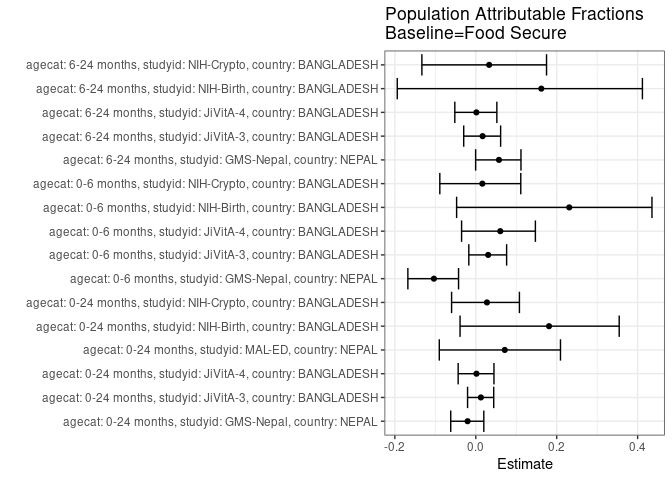 Population Attributable Fractions
Baseline=Food Secure
agecat: 6-24 months, studyid: NIH-Crypto, country: BANGLADESH
agecat: 6-24 months, studyid: NIH-Birth, country: BANGLADESH
agecat: 6-24 months, studyid: JiVitA-4, country: BANGLADESH
agecat: 6-24 months, studyid: JiVitA-3, country: BANGLADESH
agecat: 6-24 months, studyid: GMS-Nepal, country: NEPAL
agecat: 0-6 months, studyid: NIH-Crypto, country: BANGLADESH
agecat: 0-6 months, studyid: NIH-Birth, country: BANGLADESH
agecat: 0-6 months, studyid: JiVitA-4, country: BANGLADESH
agecat: 0-6 months, studyid: JiVitA-3, country: BANGLADESH
agecat: 0-6 months, studyid: GMS-Nepal, country: NEPAL
agecat: 0-24 months, studyid: NIH-Crypto, country: BANGLADESH
agecat: 0-24 months, studyid: NIH-Birth, country: BANGLADESH
agecat: 0-24 months, studyid: MAL-ED, country: NEPAL
agecat: 0-24 months, studyid: JiVitA-4, country: BANGLADESH
agecat: 0-24 months, studyid: JiVitA-3, country: BANGLADESH
agecat: 0-24 months, studyid: GMS-Nepal, country: NEPAL
-0.2 0.0 0.2 0.4
Estimate